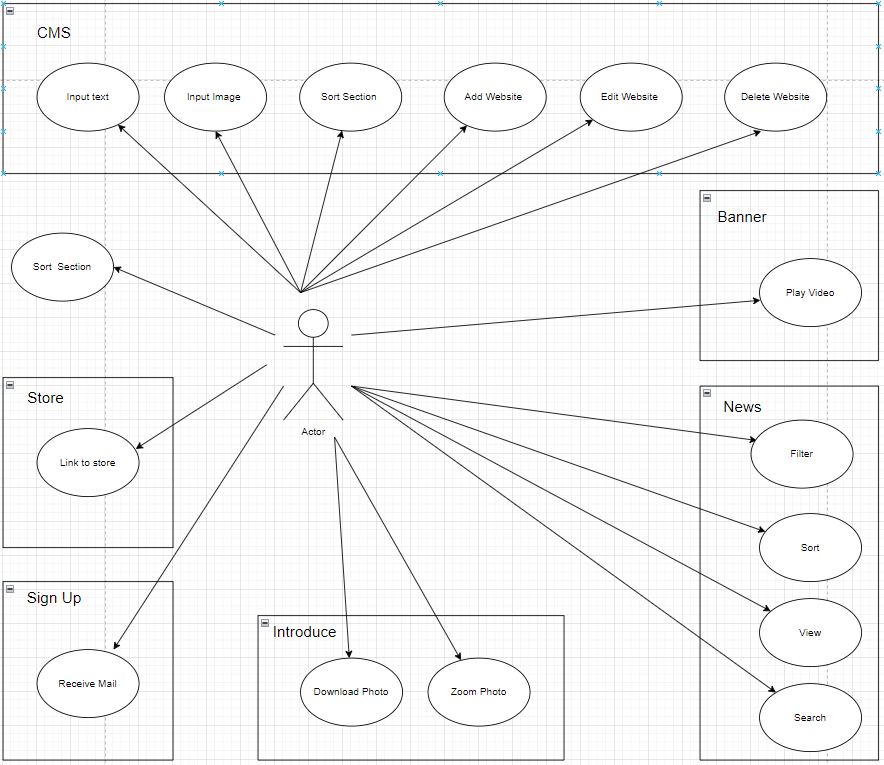 CMS
Input text
Input Image
Sort Section
Add Website
Edit Website
Delete Website
Banner
Sort Section
Play Video
Store
News
Actor
Filter
Link to store
Sort
Sign Up
Introduce
View
Receive Mail
Download Photo
Zoom Photo
Search